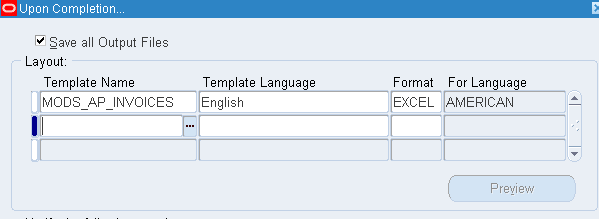 Upon Completion...
Save all Output Files
Layout:
Template Name Template Language Format For Language
MODS_AP_INVOICES English EXCEL AMERICAN
...
Preview